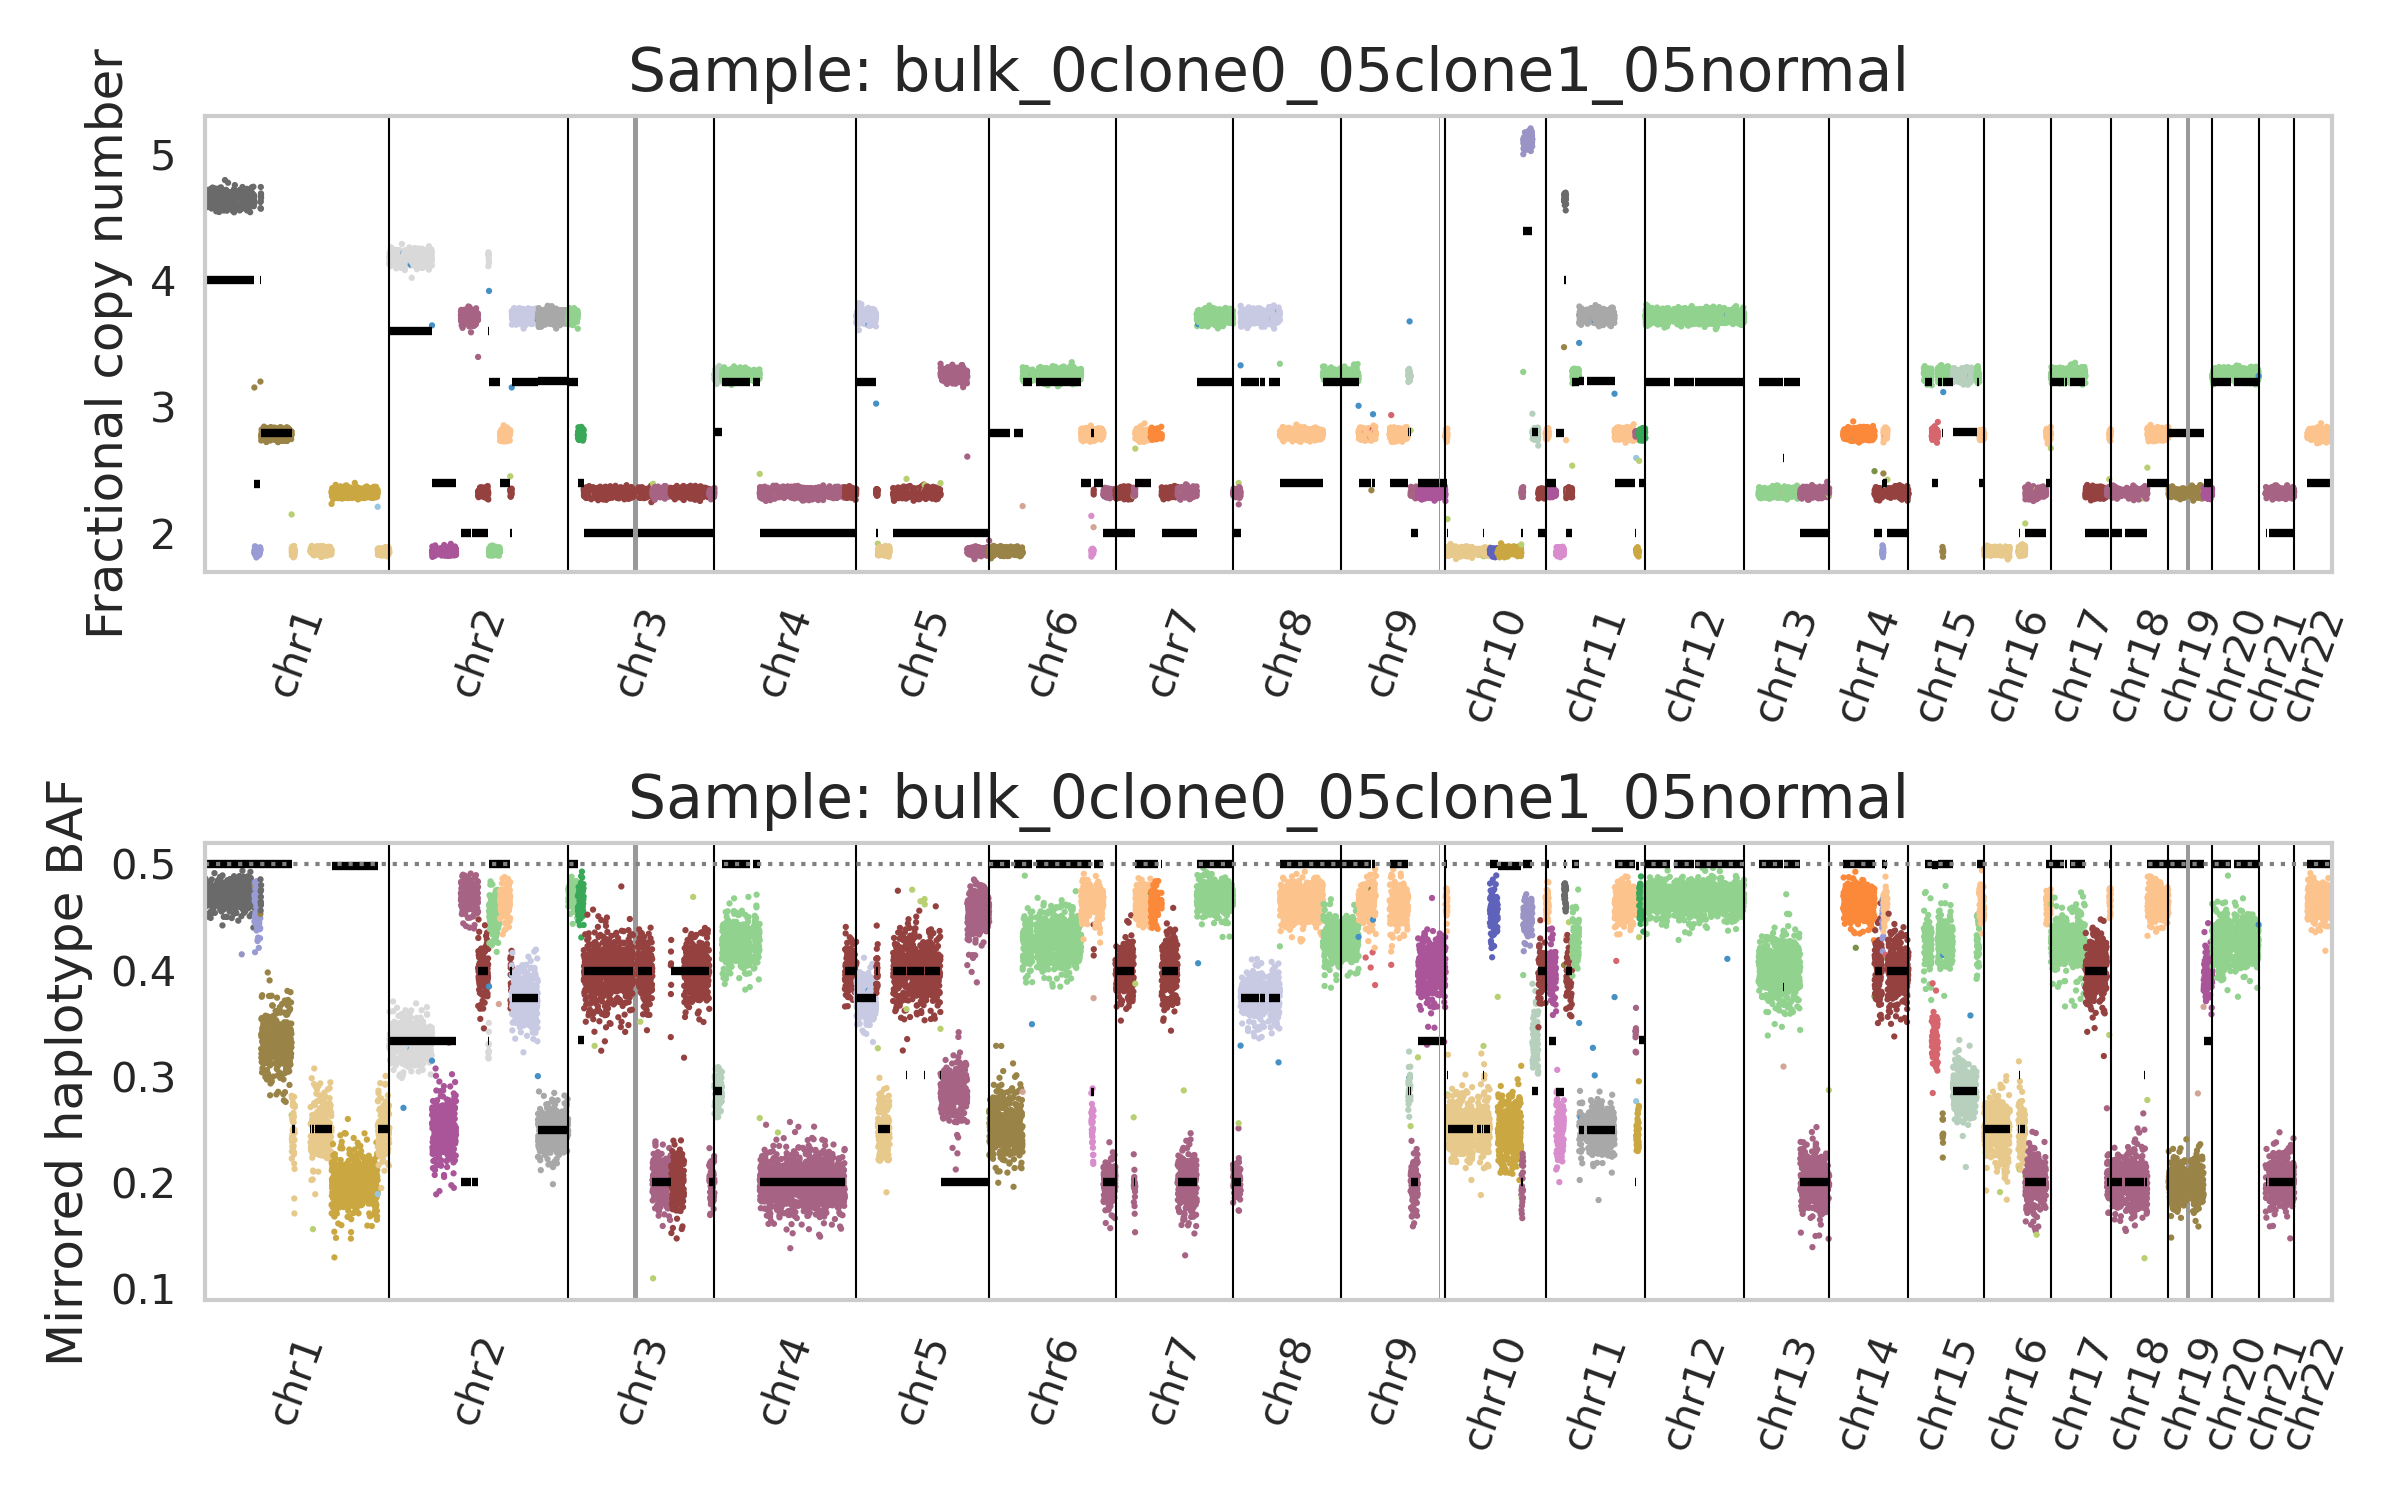 Sample: bulk_0clone0_05clone1_05normal
Fractional copy number
5
4
3
2
chr1 chr2 chr3 chr4 chr5 chr6 chr7 chr8 chr9 chr10 chr11 chr12 chr13 chr14 chr15 chr16 chr17 chr18 chr19 chr20 chr21 chr22
Sample: bulk_0clone0_05clone1_05normal
Mirrored haplotype BAF
0.5
0.4
0.3
0.2
0.1
chr1 chr2 chr3 chr4 chr5 chr6 chr7 chr8 chr9 chr10 chr11 chr12 chr13 chr14 chr15 chr16 chr17 chr18 chr19 chr20 chr21 chr22